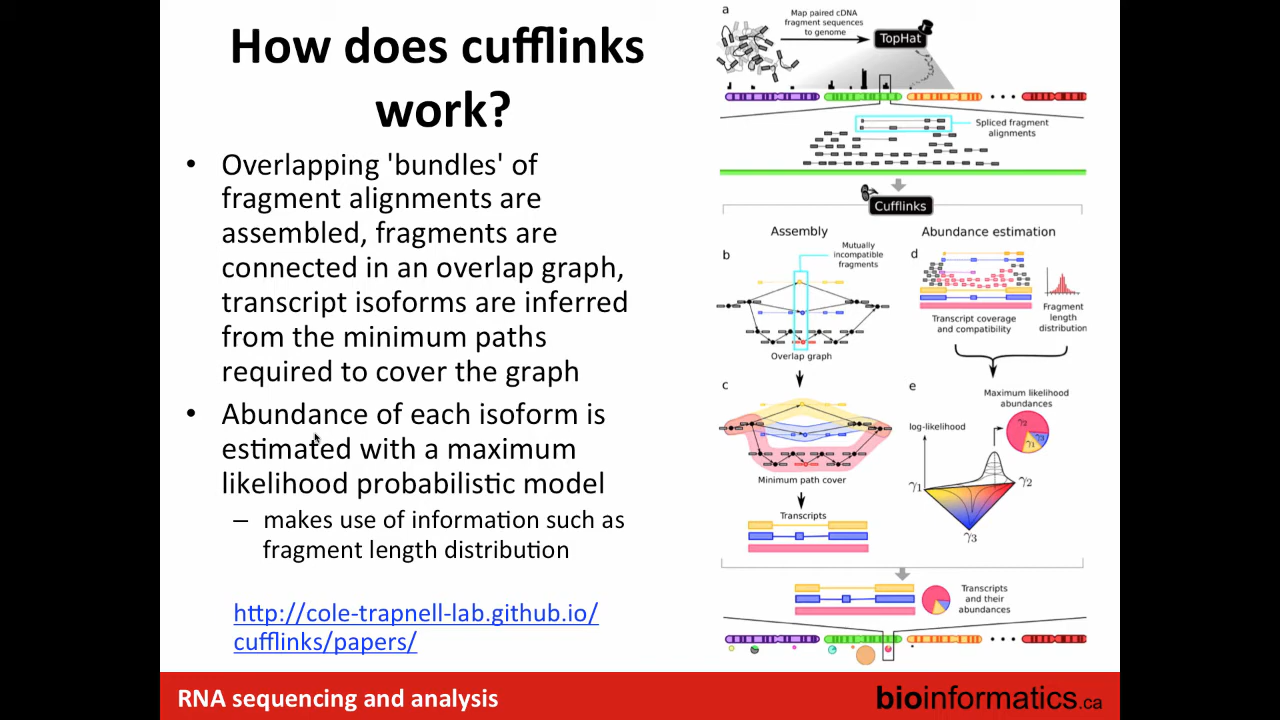 How does cufflinks
work?
• Overlapping 'bundles' of
fragment alignments are
assembled, fragments are
connected in an overlap graph,
transcript isoforms are inferred
from the minimum paths
required to cover the graph
• Abundance of each isoform is
estimated with a maximum
likelihood probabilistic model
– makes use of information such as
fragment length distribution
http://cole-trapnell-lab.github.io/
cufflinks/papers/
a
Map paired cDNA
fragment sequences
to genome
TopHat
Spliced fragment
alignments
Cufflinks
Assembly
Abundance estimation
b
Mutually
incompatible
fragments
Overlap graph
d
Transcript coverage
and compatibility
Fragment
length
distribution
c
Minimum path cover
Transcripts
e
Maximum likelihood
abundances
log-likelihood
γ2
γ1
γ3
γ1
γ2
γ3
Transcripts
and their
abundances
RNA sequencing and analysis
bioinformatics.ca